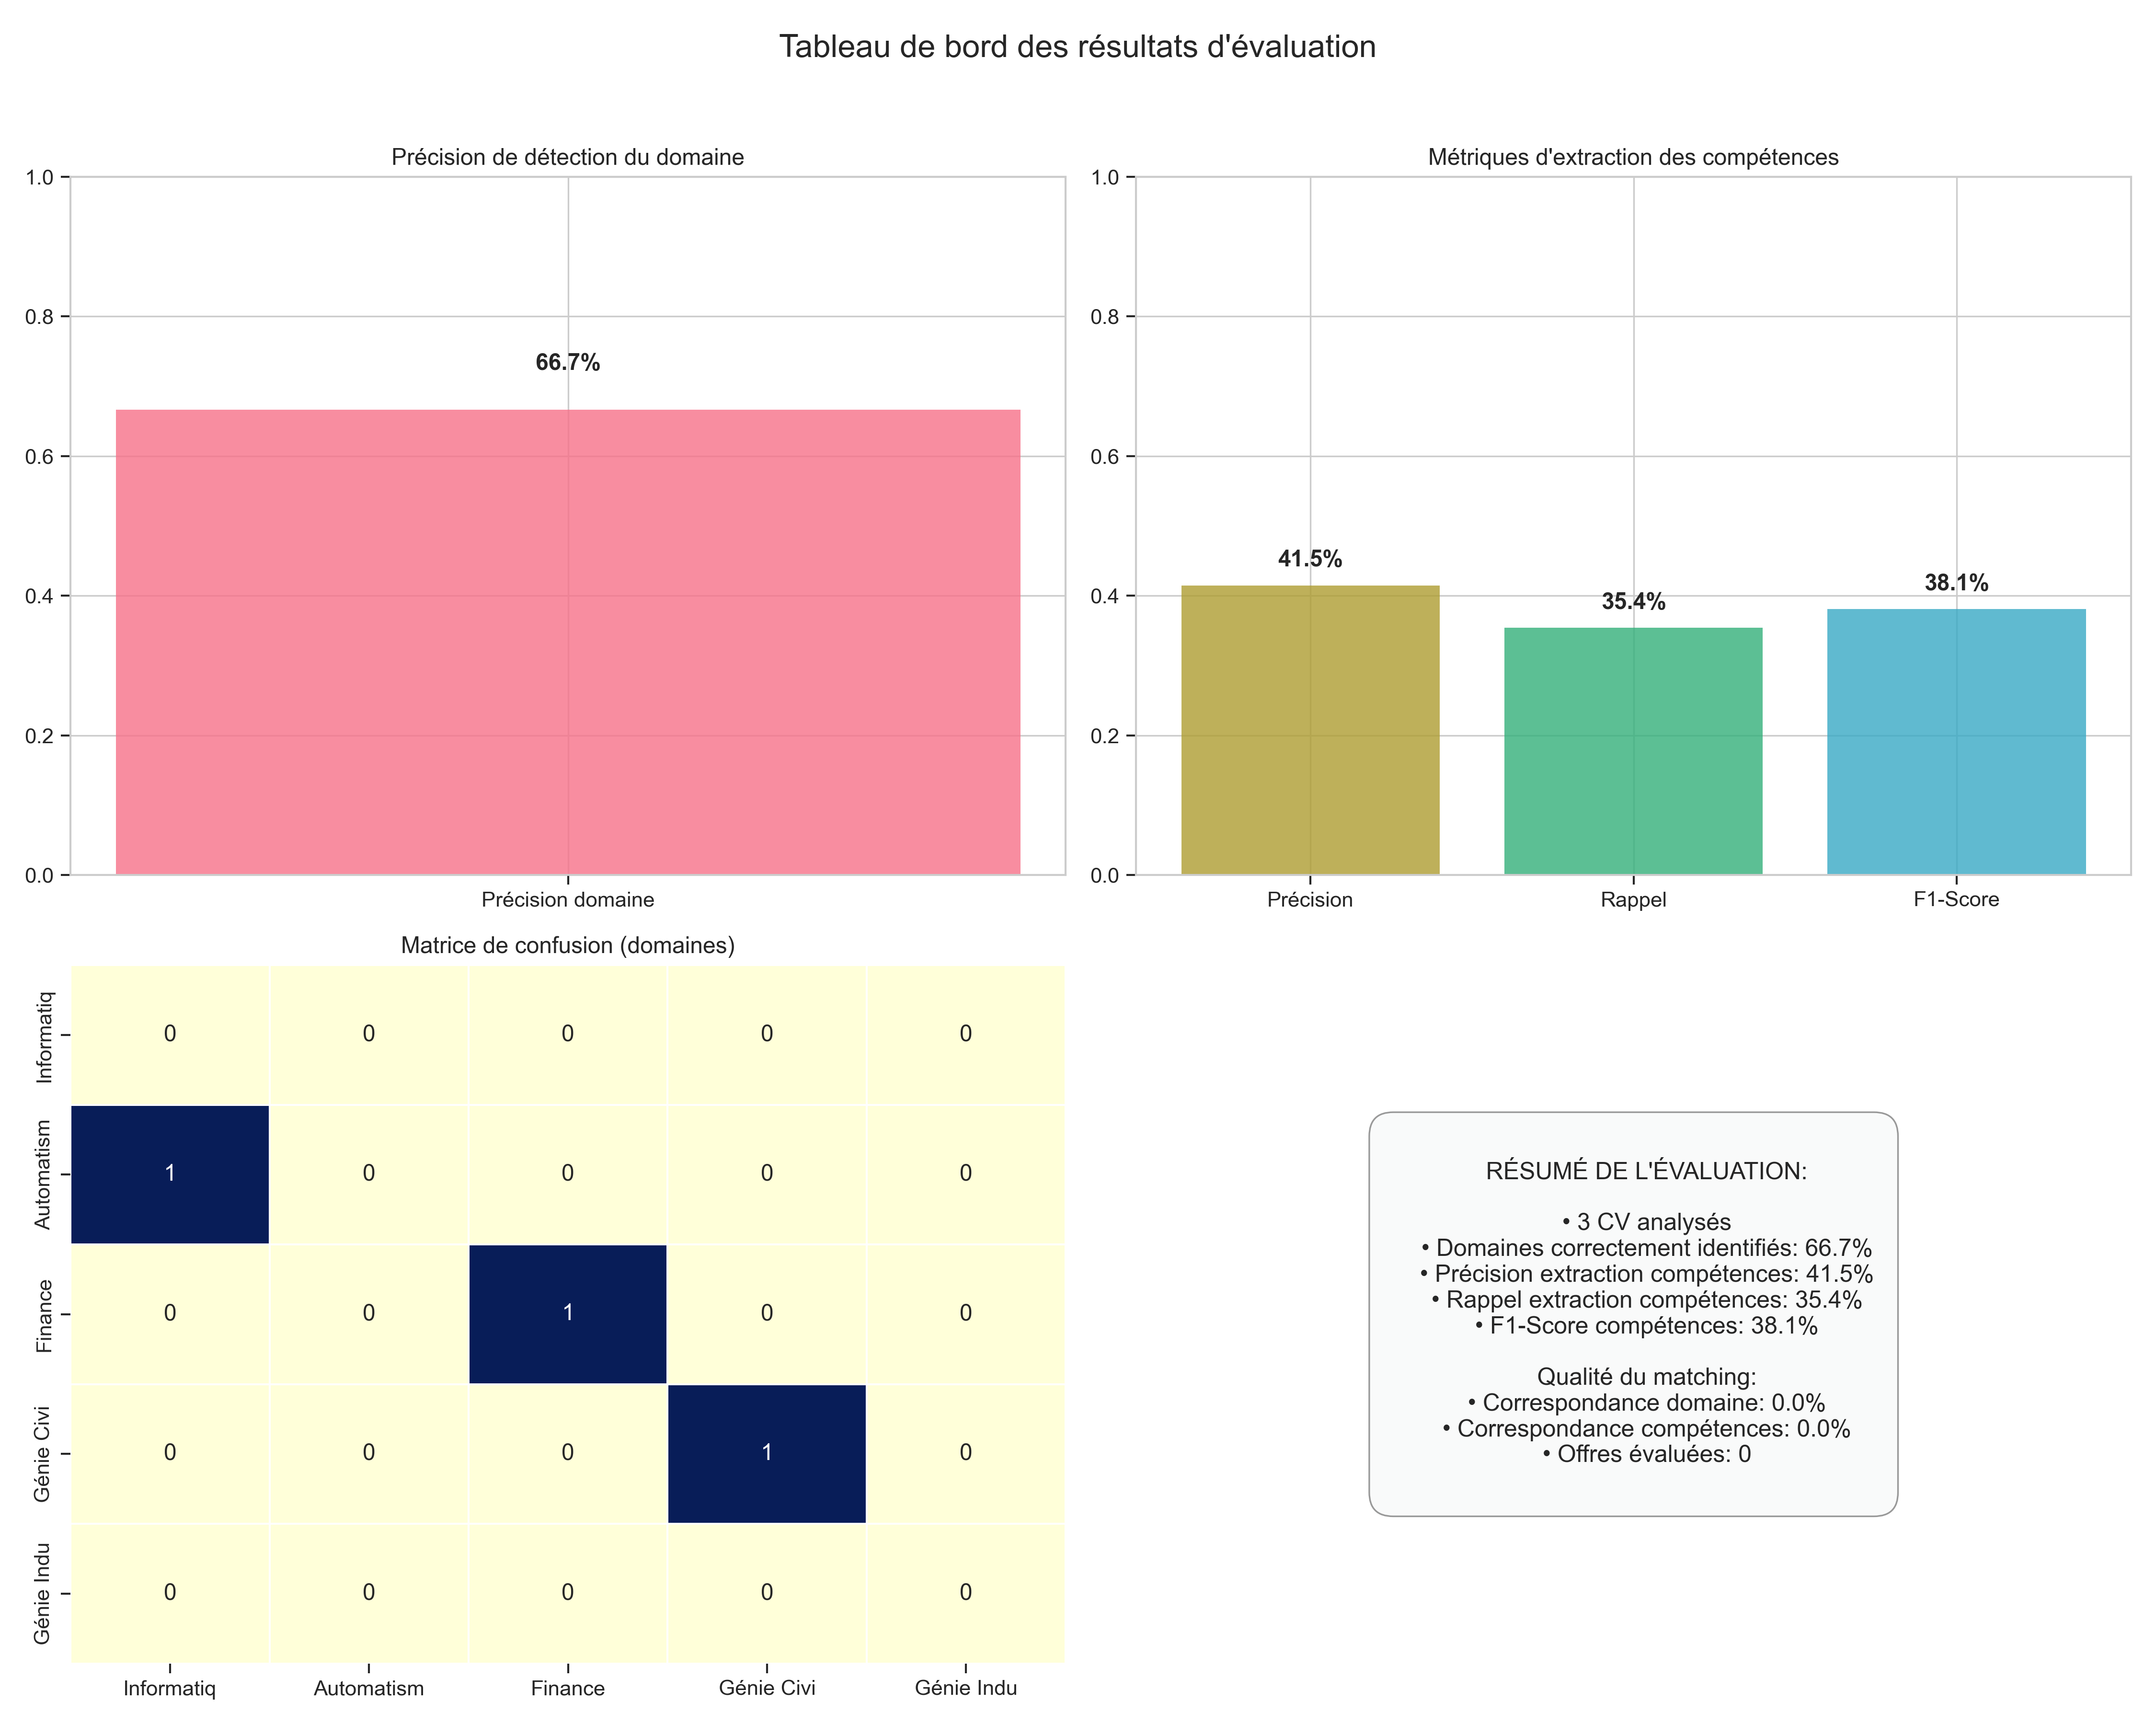 Tableau de bord des résultats d'évaluation
Précision de détection du domaine
1.0
0.8
0.6
0.4
0.2
0.0
66.7%
Précision domaine
Métriques d'extraction des compétences
1.0
0.8
0.6
0.4
0.2
0.0
41.5%
35.4%
38.1%
Précision Rappel F1-Score
Matrice de confusion (domaines)
Informatiq 0 0 0 0 0
Automatism 1 0 0 0 0
Finance 0 0 1 0 0
Génie Civi 0 0 0 1 0
Génie Indu 0 0 0 0 0
Informatiq Automatism Finance Génie Civi Génie Indu
RÉSUMÉ DE L'ÉVALUATION:
• 3 CV analysés
• Domaines correctement identifiés: 66.7%
• Précision extraction compétences: 41.5%
• Rappel extraction compétences: 35.4%
• F1-Score compétences: 38.1%
Qualité du matching:
• Correspondance domaine: 0.0%
• Correspondance compétences: 0.0%
• Offres évaluées: 0